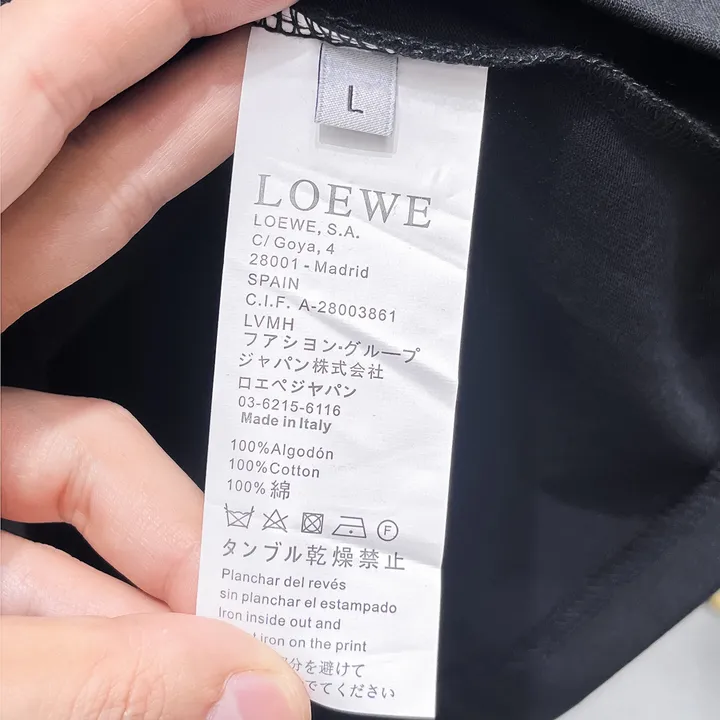 L
LOEWE
LOEWE, S.A.
C/ Goya, 4
28001 - Madrid
SPAIN
C.I.F. A-28003861
LVMH
フアシヨン・グループ
ジャパン株式会社
ロエベジヤパン
03-6215-6116
Made in Italy
100%Algodón
100%Cotton
100% 綿
F
タンブル乾燥禁止
Planchar del revés
sin planchar el estampado
Iron inside out and
iron on the print
部分を避けて
てください